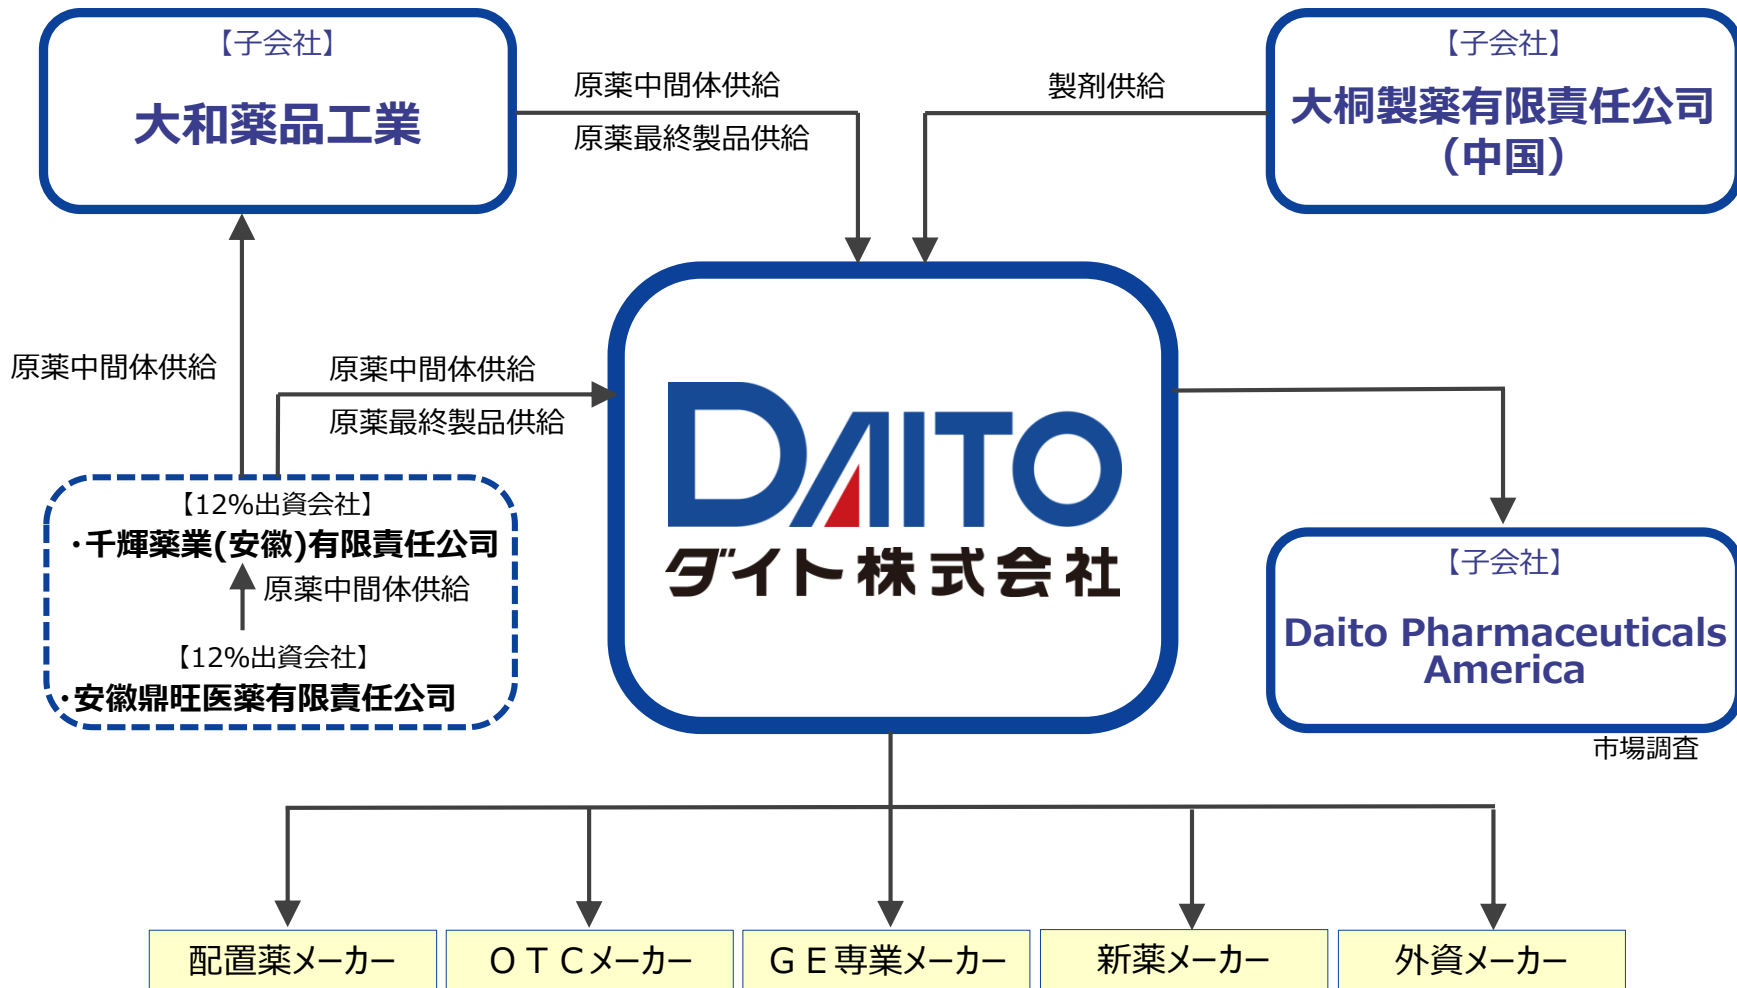 【子会社】
大和薬品工業
原薬中間体供給
原薬最終製品供給
製剤供給
【子会社】
大桐製薬有限責任公司
（中国）
原薬中間体供給
原薬中間体供給
原薬最終製品供給
【12%出資会社】
・千輝薬業(安徽)有限責任公司
原薬中間体供給
【12%出資会社】
・安徽鼎旺医薬有限責任公司
DAITO
ダイト株式会社
【子会社】
Daito Pharmaceuticals
America
市場調査
配置薬メーカー
ＯＴＣメーカー
ＧＥ専業メーカー
新薬メーカー
外資メーカー